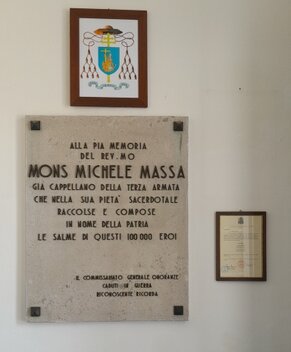 ALLA PIA MEMORIA
DEL REV.MO
MONS MICHELE MASSA
GIÀ CAPPELLANO DELLA TERZA ARMATA
CHE NELLA SUA PIETÀ SACERDOTALE
RACCOLSE E COMPOSE
IN NOME DELLA PATRIA
LE SALME DI QUESTI 100 000 EROI
IL COMMISSARIATO GENERALE ONORANZE
CADUTI IN GUERRA
RICONOSCENTE RICORDA